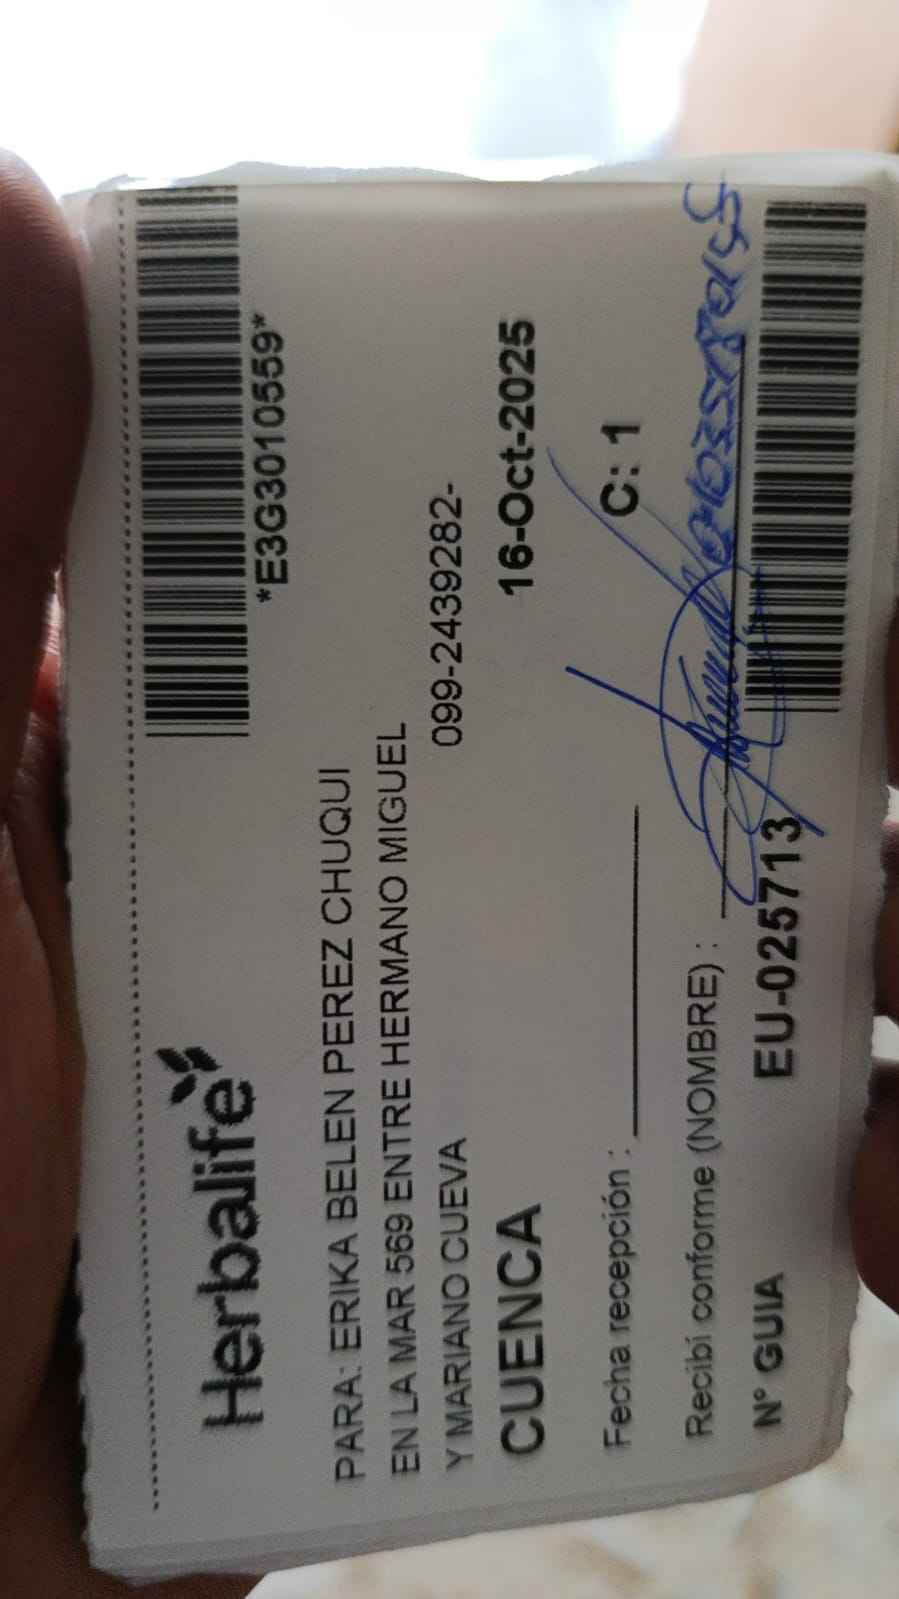 Herbalife
*E3G3010559*
PARA: ERIKA BELEN PEREZ CHUQUI
EN LA MAR 569 ENTRE HERMANO MIGUEL
Y MARIANO CUEVA
099-2439282-
CUENCA
16-Oct-2025
Fecha recepción :
C: 1
Recibí conforme (NOMBRE) :
Nº GUIA
EU-025713